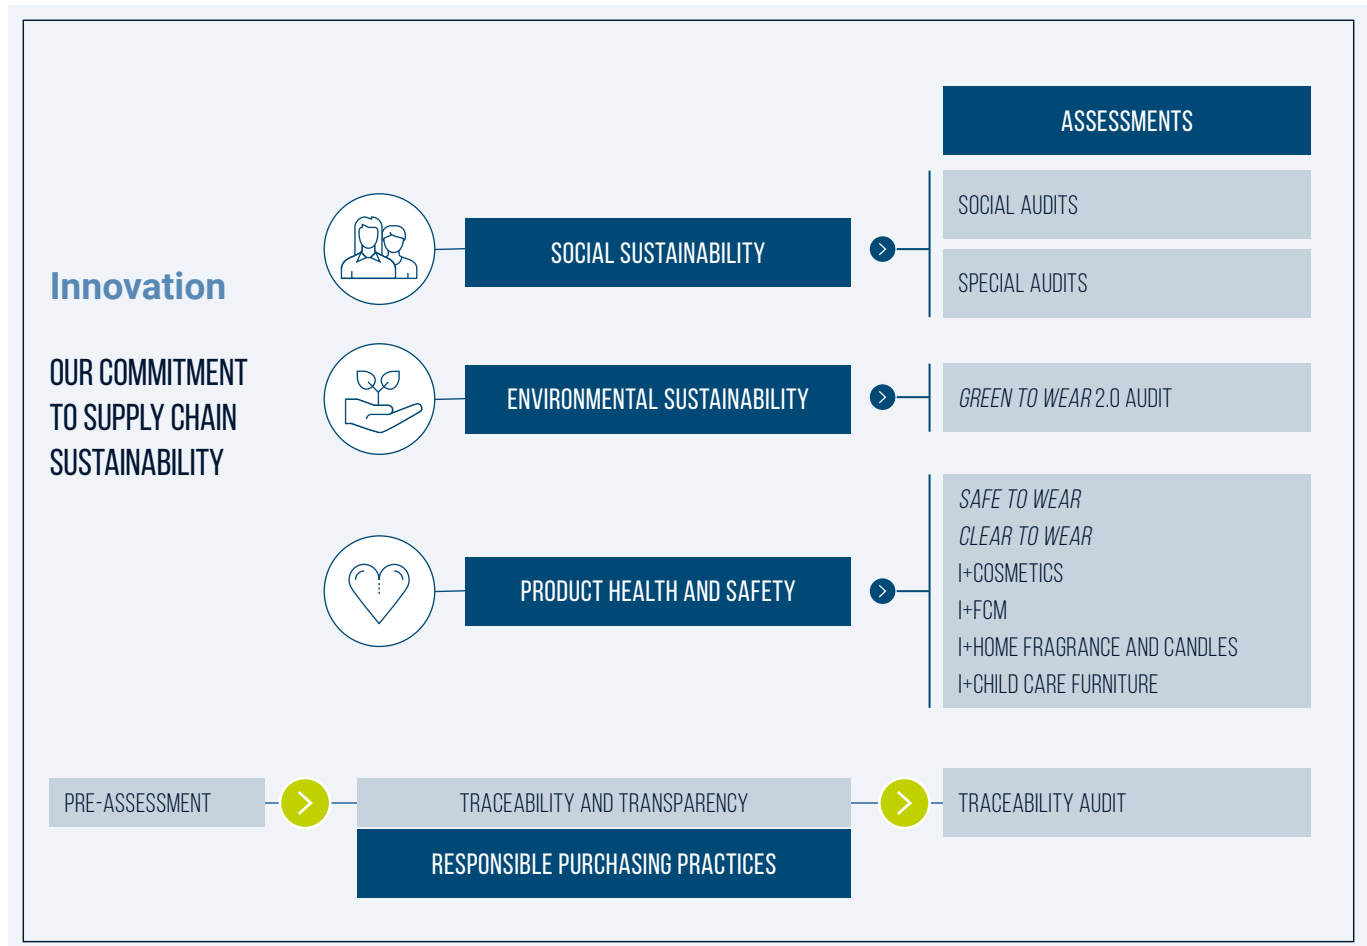 Innovation
OUR COMMITMENT
TO SUPPLY CHAIN
SUSTAINABILITY
ASSESSMENTS
SOCIAL SUSTAINABILITY
SOCIAL AUDITS
SPECIAL AUDITS
ENVIRONMENTAL SUSTAINABILITY
GREEN TO WEAR 2.0 AUDIT
PRODUCT HEALTH AND SAFETY
SAFE TO WEAR
CLEAR TO WEAR
I+COSMETICS
I+FCM
I+HOME FRAGRANCE AND CANDLES
I+CHILD CARE FURNITURE
PRE-ASSESSMENT
TRACEABILITY AND TRANSPARENCY
TRACEABILITY AUDIT
RESPONSIBLE PURCHASING PRACTICES